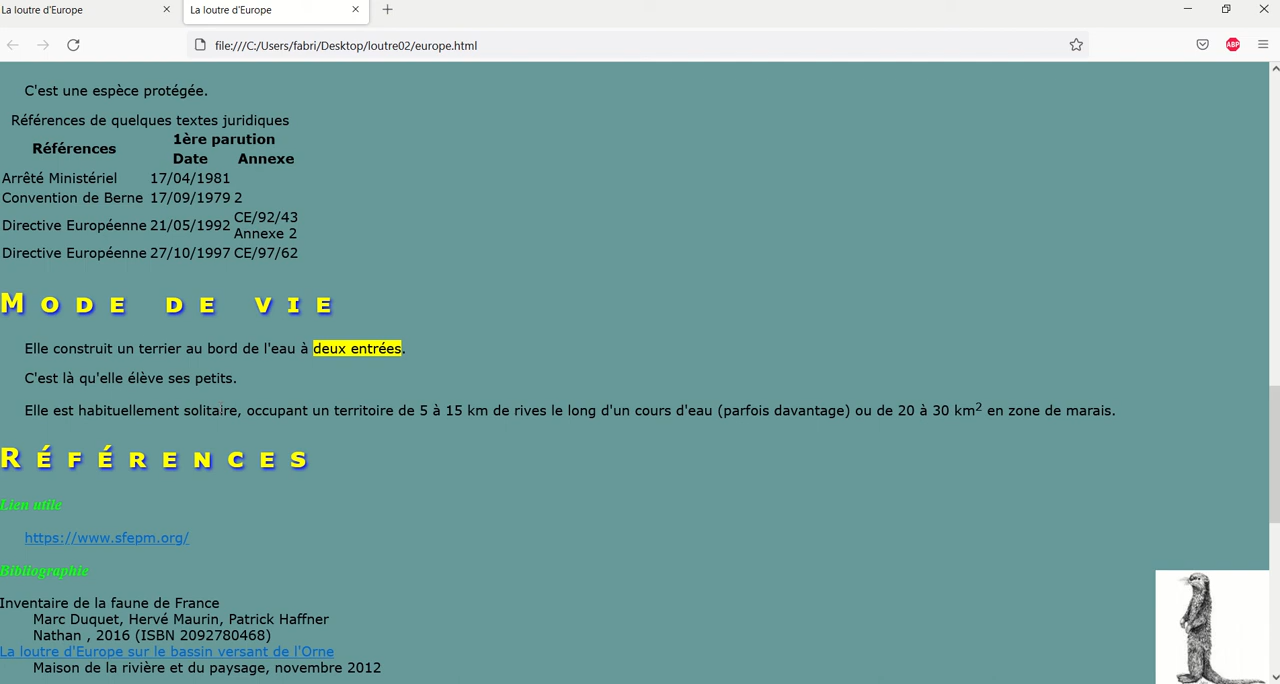 La loutre d'Europe
La loutre d'Europe
file:///C:/Users/fabri/Desktop/loutre02/europe.html
ABP
C'est une espèce protégée.
Références de quelques textes juridiques
1ère parution
Références
Date Annexe
Arrêté Ministériel 17/04/1981
Convention de Berne 17/09/1979 2
Directive Européenne 21/05/1992 CE/92/43
Annexe 2
Directive Européenne 27/10/1997 CE/97/62
Mode de vie
Elle construit un terrier au bord de l'eau à deux entrées.
C'est là qu'elle élève ses petits.
Elle est habituellement solitaire, occupant un territoire de 5 à 15 km de rives le long d'un cours d'eau (parfois davantage) ou de 20 à 30 km² en zone de marais.
Références
Lien utile
https://www.sfepm.org/
Bibliographie
Inventaire de la faune de France
Marc Duquet, Hervé Maurin, Patrick Haffner
Nathan , 2016 (ISBN 2092780468)
La loutre d'Europe sur le bassin versant de l'Orne
Maison de la rivière et du paysage, novembre 2012